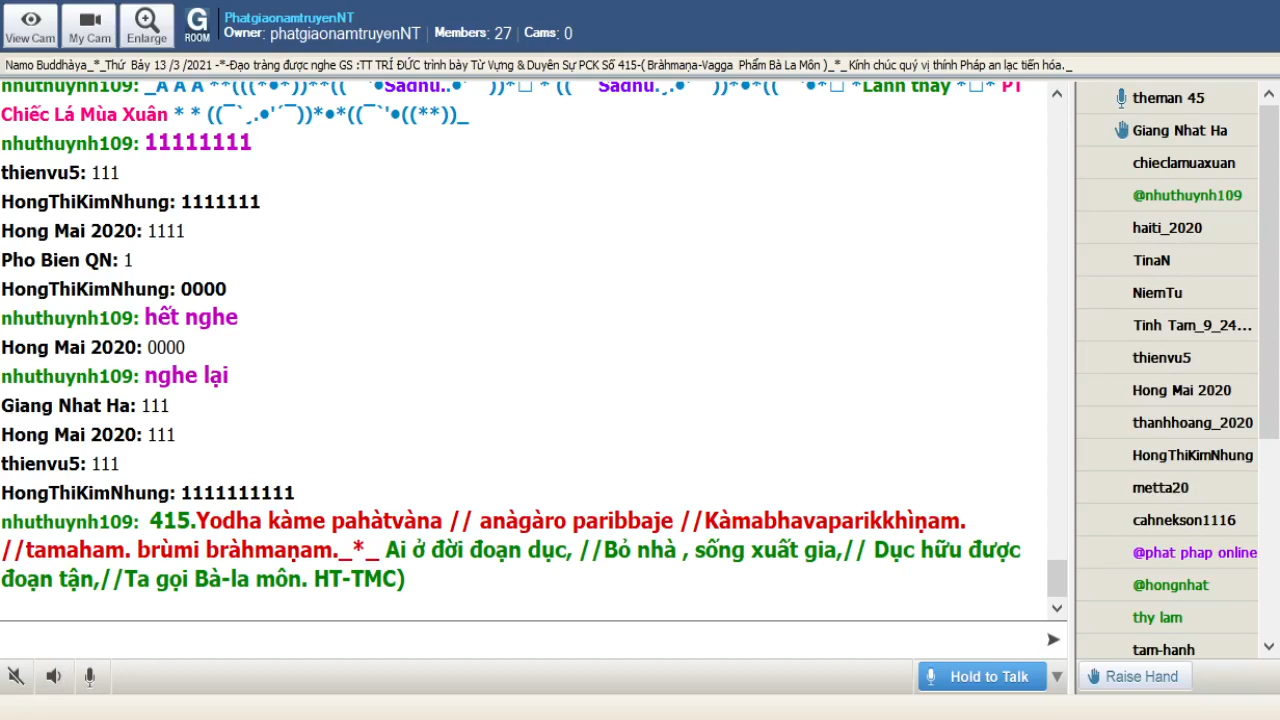 View Cam
My Cam
Enlarge
G
ROOM
PhatgiaonamtruyenNT
Owner: phatgiaonamtruyenNT | Members: 27 | Cams: 0
Namo Buddhàya_*_Thứ Bảy 13 /3 /2021 -*-Đạo tràng được nghe GS :TT TRÍ ĐỨC trình bày Từ Vựng & Duyên Sự PCK Số 415-( Bràhmaṇa-Vagga Phẩm Bà La Môn )_*_ Kính chúc quý vị thính Pháp an lạc tiến hóa._
Chiếc Lá Mùa Xuân * * ((¯`¸.●'´¯))*●*((¯`'●((**))_
nhuthuynh109: 11111111
thienvu5: 111
HongThiKimNhung: 1111111
Hong Mai 2020: 1111
Pho Bien QN: 1
HongThiKimNhung: 0000
nhuthuynh109: hết nghe
Hong Mai 2020: 0000
nhuthuynh109: nghe lại
Giang Nhat Ha: 111
Hong Mai 2020: 111
thienvu5: 111
HongThiKimNhung: 1111111111
nhuthuynh109: 415.Yodha kàme pahàtvàna // anàgàro paribbaje //Kàmabhavaparikkhìṇam.
//tamaham. brùmi bràhmaṇam._*_ Ai ở đời đoạn dục, //Bỏ nhà , sống xuất gia,// Dục hữu được
đoạn tận,//Ta gọi Bà-la môn. HT-TMC)
Hold to Talk
theman 45
Giang Nhat Ha
chieclamuaxuan
@nhuthuynh109
haiti_2020
TinaN
NiemTu
Tinh Tam_9_24...
thienvu5
Hong Mai 2020
thanhhoang_2020
HongThiKimNhung
metta20
cahnekson1116
@phat phap online
@hongnhat
thy lam
tam-hanh
Raise Hand